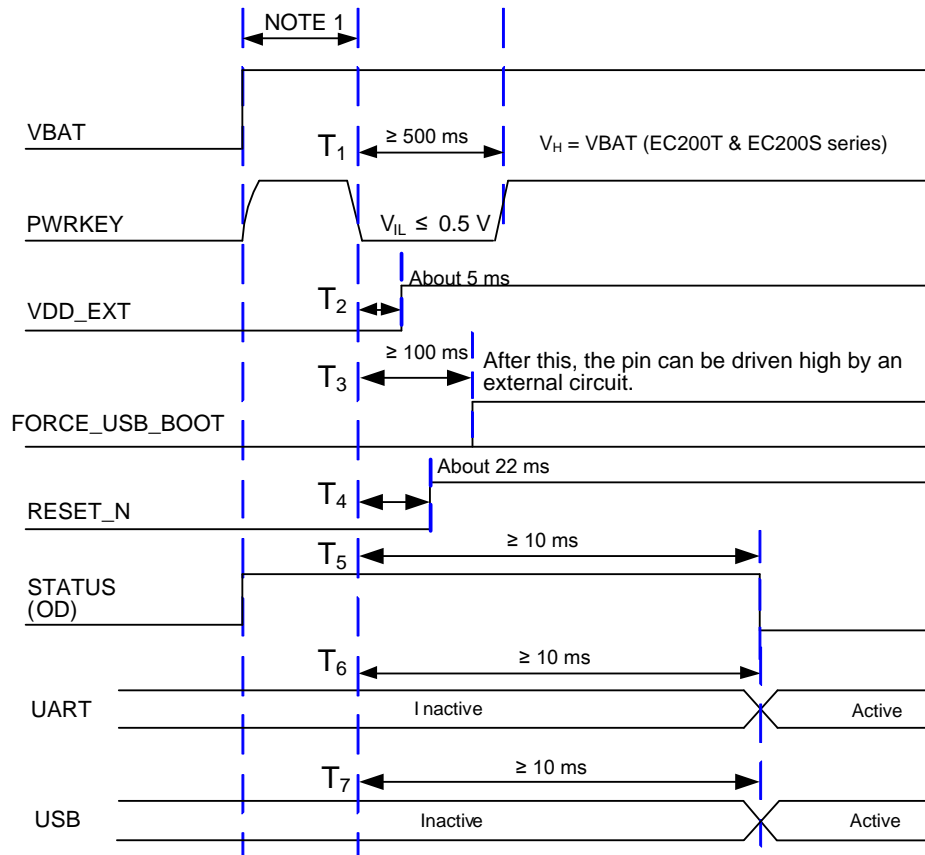 NOTE 1
VBAT
T1
≥ 500 ms
VH = VBAT (EC200T & EC200S series)
PWRKEY
VIL ≤ 0.5 V
About 5 ms
T2
VDD_EXT
≥ 100 ms
T3
After this, the pin can be driven high by an
external circuit.
FORCE_USB_BOOT
About 22 ms
T4
RESET_N
T5
≥ 10 ms
STATUS
(OD)
T6
≥ 10 ms
UART
I nactive
Active
T7
≥ 10 ms
USB
Inactive
Active